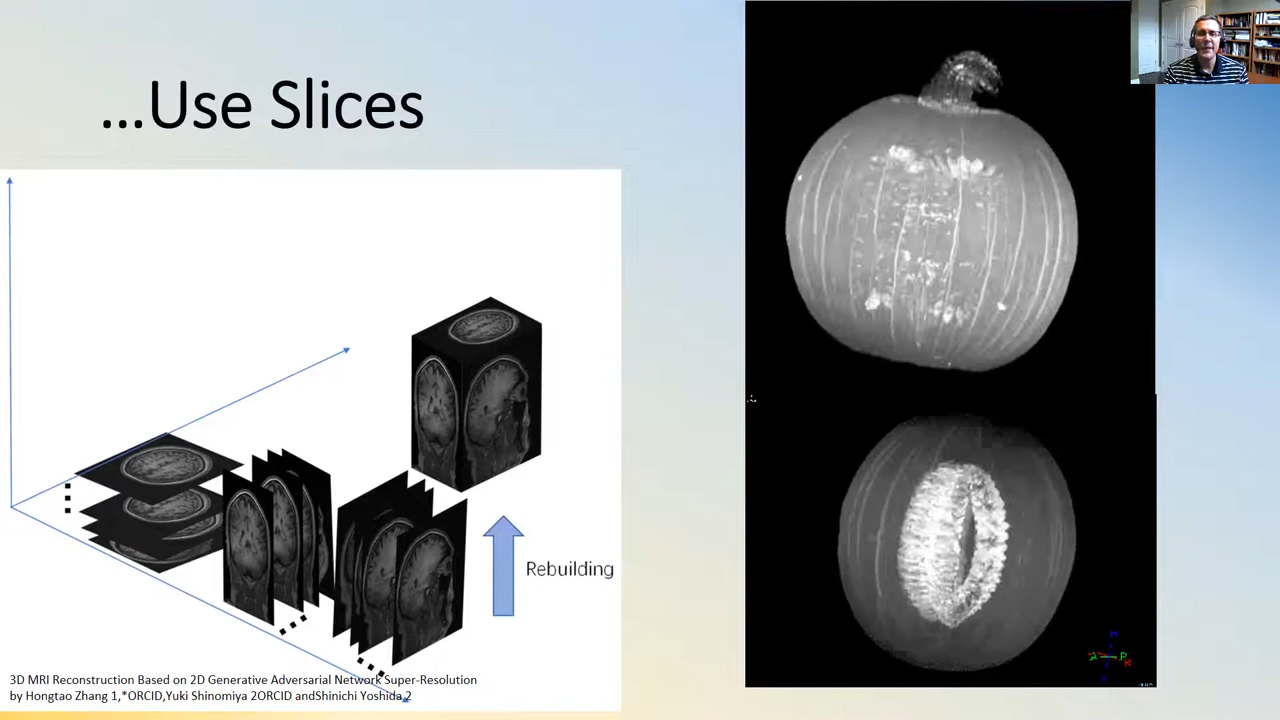 ...Use Slices
Rebuilding
3D MRI Reconstruction Based on 2D Generative Adversarial Network Super-Resolution
by Hongtao Zhang 1,*ORCID,Yuki Shinomiya 2ORCID andShinichi Yoshida 2